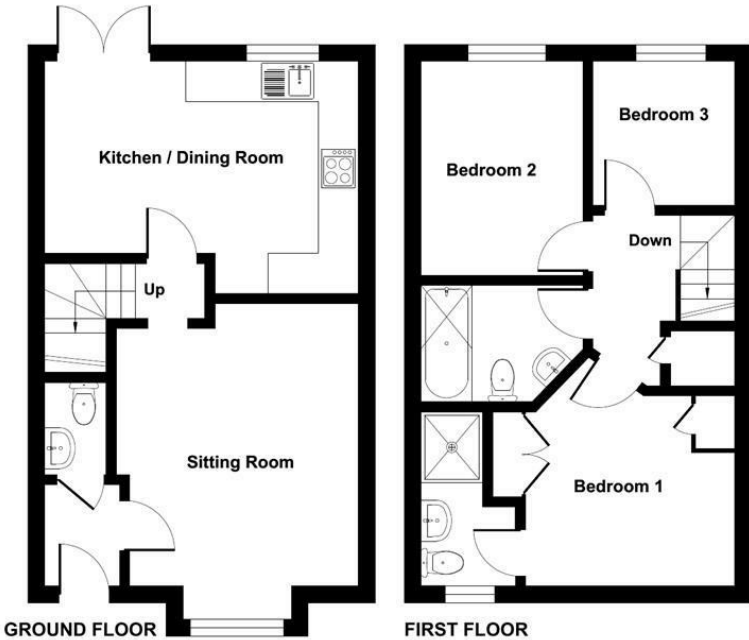 Kitchen / Dining Room
Up
Sitting Room
GROUND FLOOR
Bedroom 3
Bedroom 2
Down
Bedroom 1
FIRST FLOOR